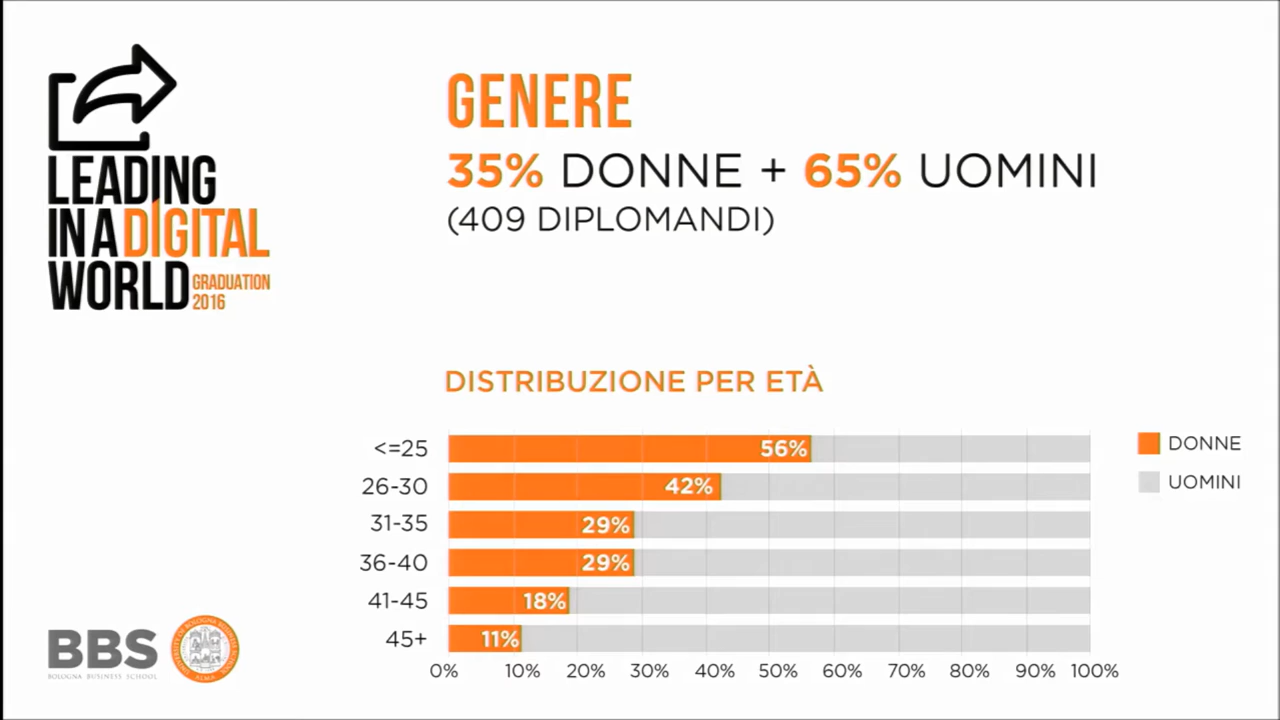 LEADING
IN A DIGITAL
WORLD GRADUATION
2016
GENERE
35% DONNE + 65% UOMINI
(409 DIPLOMANDI)
DISTRIBUZIONE PER ETÀ
<=25 56%
26-30 42%
31-35 29%
36-40 29%
41-45 18%
45+ 11%
0% 10% 20% 30% 40% 50% 60% 70% 80% 90% 100%
DONNE
UOMINI
BBS
BOLOGNA BUSINESS SCHOOL
ALMA